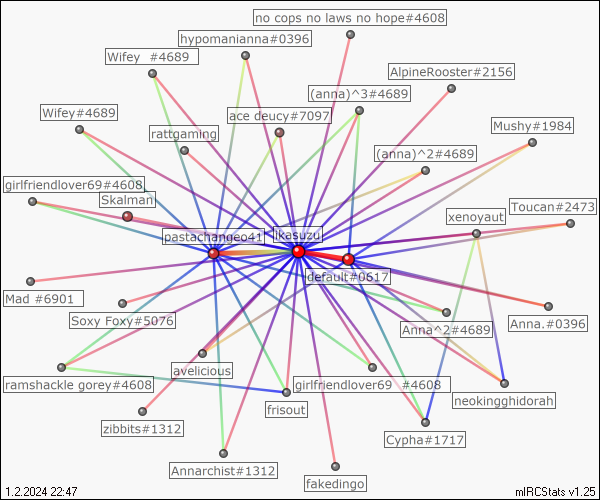 no cops no laws no hope#4608
hypomanianna#0396
Wifey #4689
AlpineRooster#2156
(anna)^3#4689
Wifey#4689
ace deucy#7097
Mushy#1984
rattgaming
(anna)^2#4689
girlfriendlover69#4608
Skalman
Toucan#2473
xenoyaut
pastachange041
ikasuzu
default#0617
Mad #6901
Soxy Foxy#5076
Anna^2#4689
Anna.#0396
avelicious
ramshackle gorey#4608
girlfriendlover69 #4608
neokingghidorah
frisout
zibbits#1312
Cypha#1717
Annarchist#1312
fakedingo
1.2.2024 22:47
mIRCStats v1.25